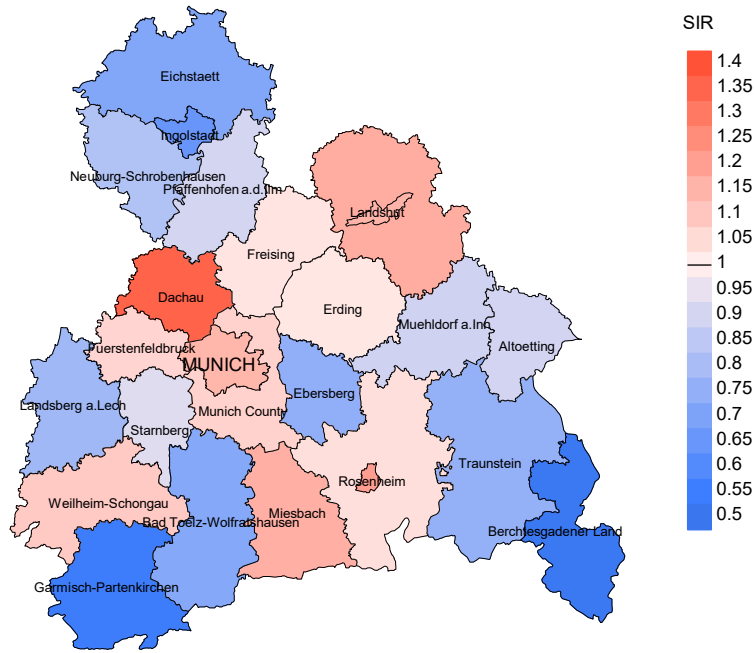 SIR
1.4
1.35
1.3
1.25
1.2
1.15
1.1
1.05
1
0.95
0.9
0.85
0.8
0.75
0.7
0.65
0.6
0.55
0.5
Eichstaett
Ingolstadt
Neuburg-Schrobenhausen
Pfaffenhofen a.d.Ilm
Landshut
Freising
Dachau
Erding
Muehldorf a.Inn
Altoetting
Fuerstenfeldbruck
MUNICH
Ebersberg
Landsberg a.Lech
Munich County
Starnberg
Traunstein
Rosenheim
Weilheim-Schongau
Miesbach
Bad Toelz-Wolfratshausen
Berchtesgadener Land
Garmisch-Partenkirchen